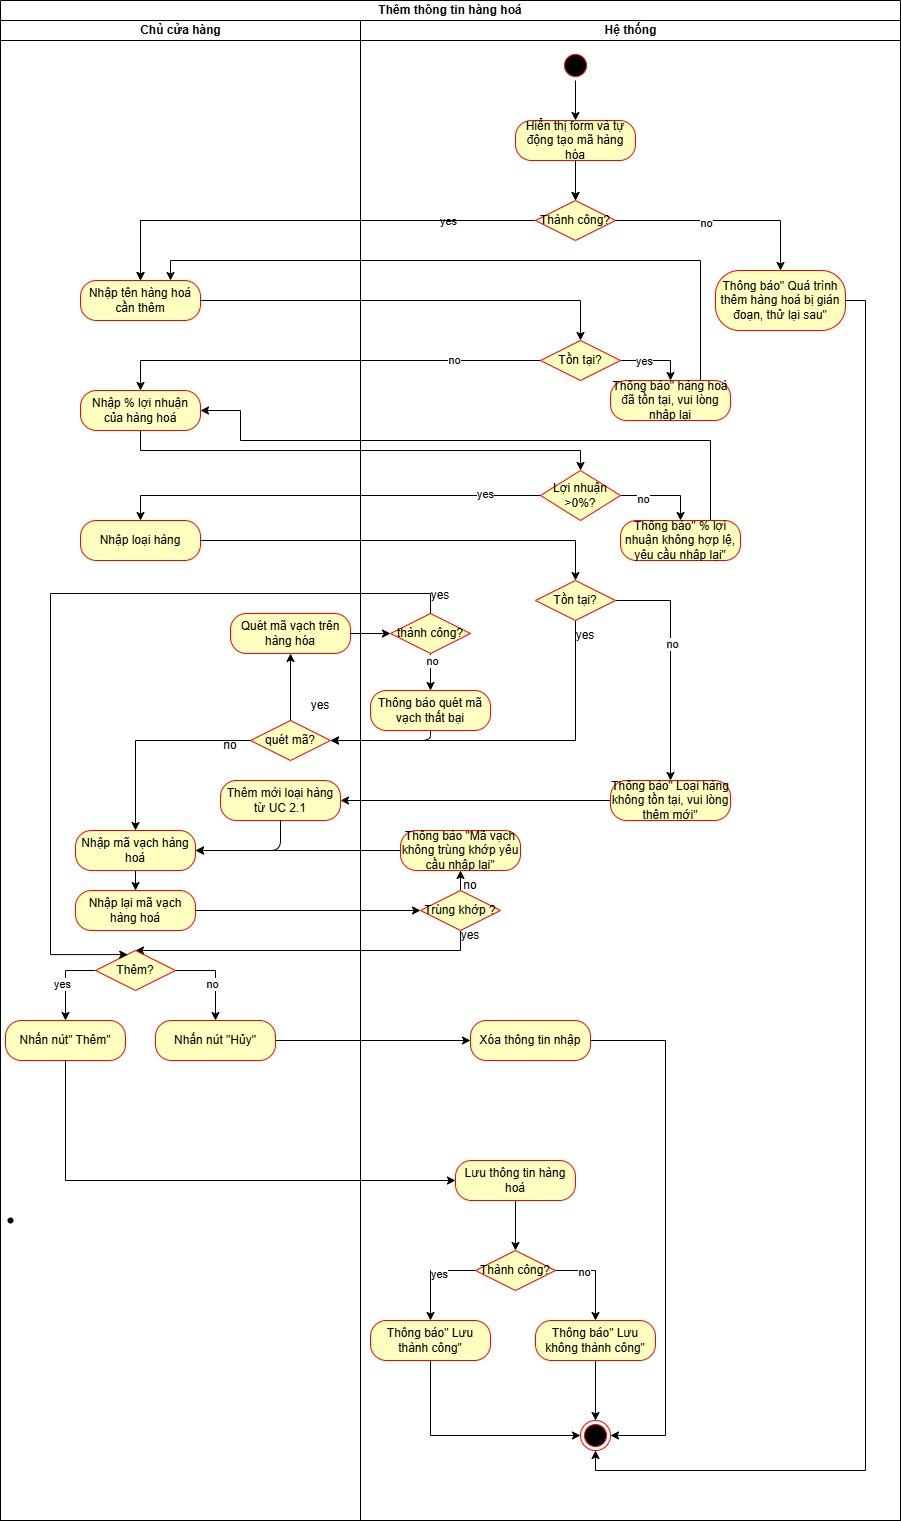 Thêm thông tin hàng hoá
Chủ cửa hàng
Hệ thống
Hiển thị form và tự
động tạo mã hàng
hóa
Thành công?
yes
no
Nhập tên hàng hoá
cần thêm
Thông báo" Quá trình
thêm hàng hoá bị gián
đoạn, thử lại sau"
Tồn tại?
no
yes
Thông báo" hàng hoá
đã tồn tại, vui lòng
nhập lại
Nhập % lợi nhuận
của hàng hoá
Lợi nhuận
>0%?
yes
no
Thông báo" % lợi
nhuận không hợp lệ,
yêu cầu nhập lại"
Nhập loại hàng
Tồn tại?
yes
no
yes
Quét mã vạch trên
hàng hóa
thành công?
no
Thông báo quét mã
vạch thất bại
yes
quét mã?
no
Thêm mới loại hàng
từ UC 2.1
Thông báo" Loại hàng
không tồn tại, vui lòng
thêm mới"
Nhập mã vạch hàng
hoá
Thông báo "Mã vạch
không trùng khớp yêu
cầu nhập lại"
no
Nhập lại mã vạch
hàng hoá
Trùng khớp ?
yes
Thêm?
yes
no
Nhấn nút" Thêm"
Nhấn nút "Hủy"
Xóa thông tin nhập
Lưu thông tin hàng
hoá
Thành công?
yes
no
Thông báo" Lưu
thành công"
Thông báo" Lưu
không thành công"